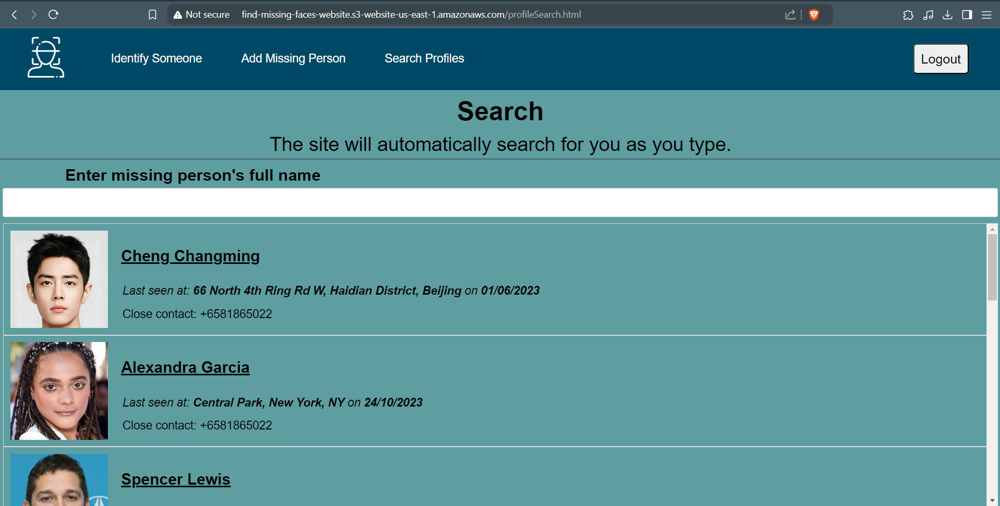 Not secure find-missing-faces-website.s3-website-us-east-1.amazonaws.com/profileSearch.html
Identify Someone Add Missing Person Search Profiles Logout
Search
The site will automatically search for you as you type.
Enter missing person's full name
Cheng Changming
Last seen at: 66 North 4th Ring Rd W, Haidian District, Beijing on 01/06/2023
Close contact: +6581865022
Alexandra Garcia
Last seen at: Central Park, New York, NY on 24/10/2023
Close contact: +6581865022
Spencer Lewis